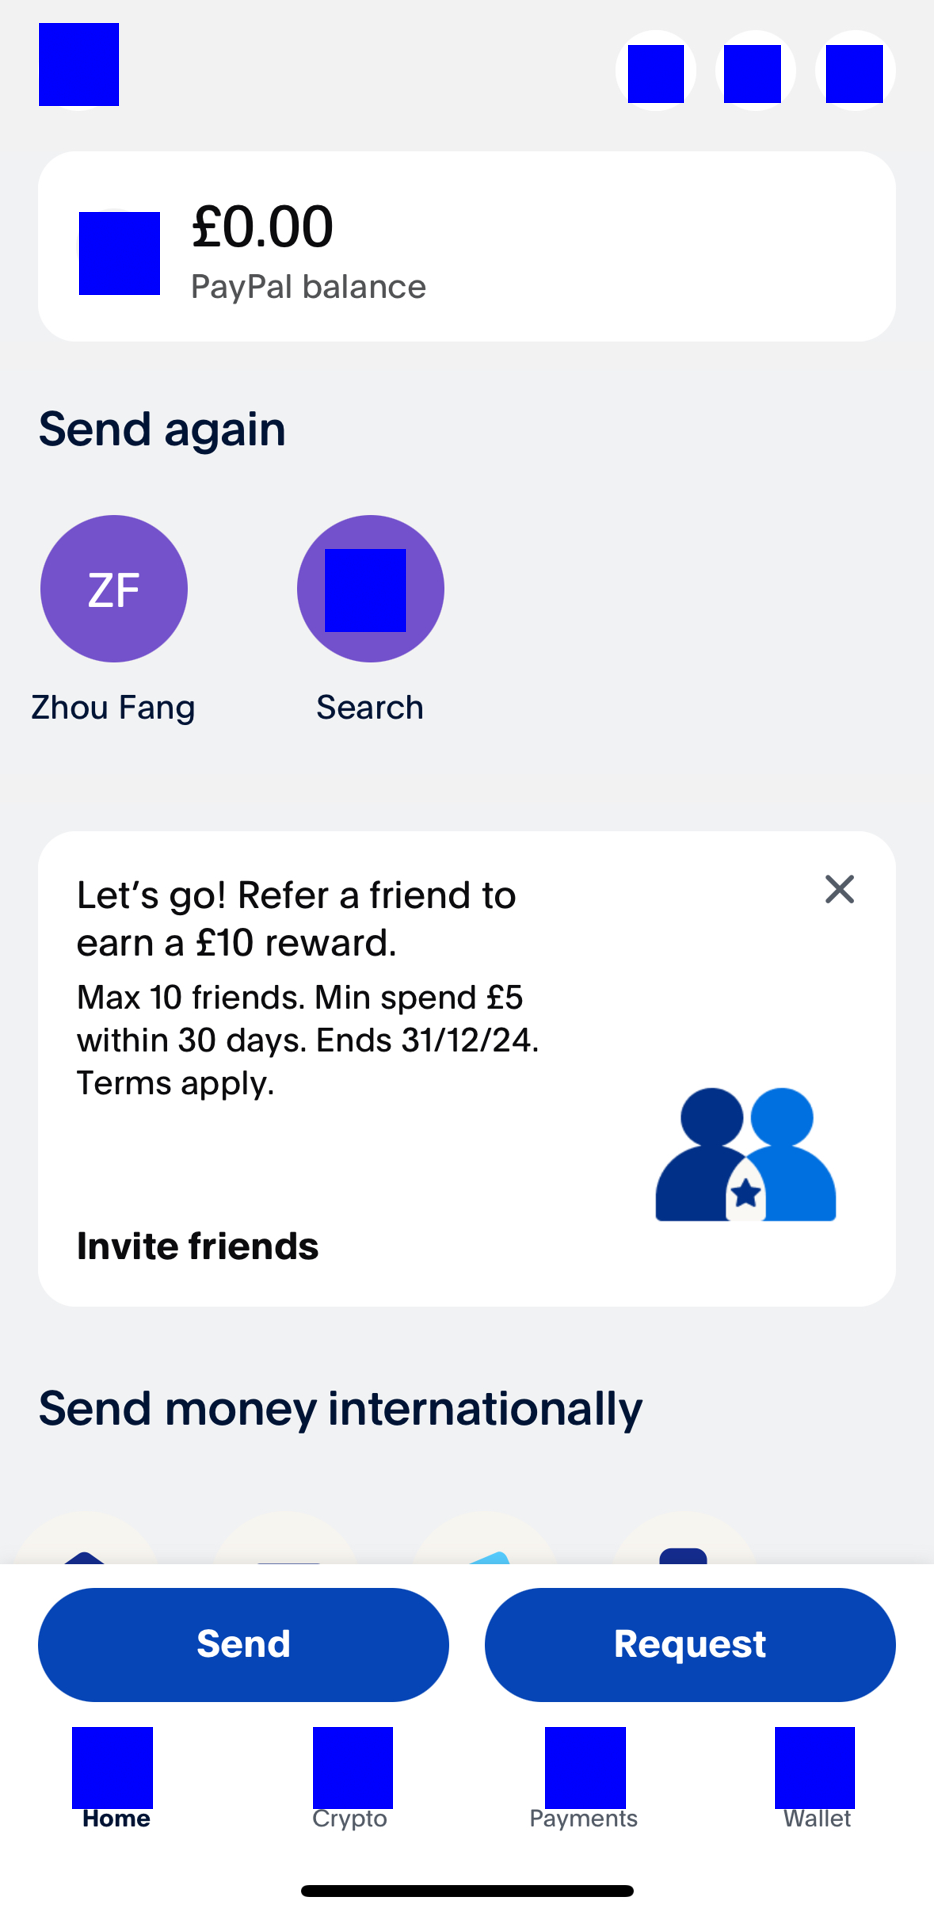 £0.00
PayPal balance
Send again
ZF
Zhou Fang
Search
Let's go! Refer a friend to
earn a £10 reward.
Max 10 friends. Min spend £5
within 30 days. Ends 31/12/24.
Terms apply.
Invite friends
Send money internationally
Send
Request
Home
Crypto
Payments
Wallet